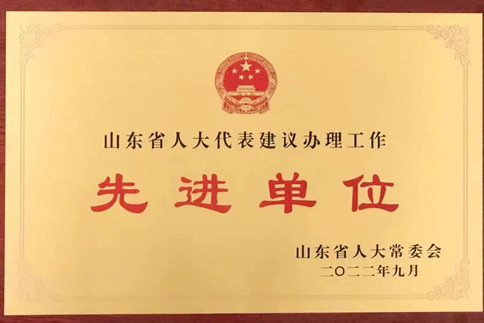 山东省人大代表建议办理工作
先进单位
山东省人大常委会
二〇二二年九月